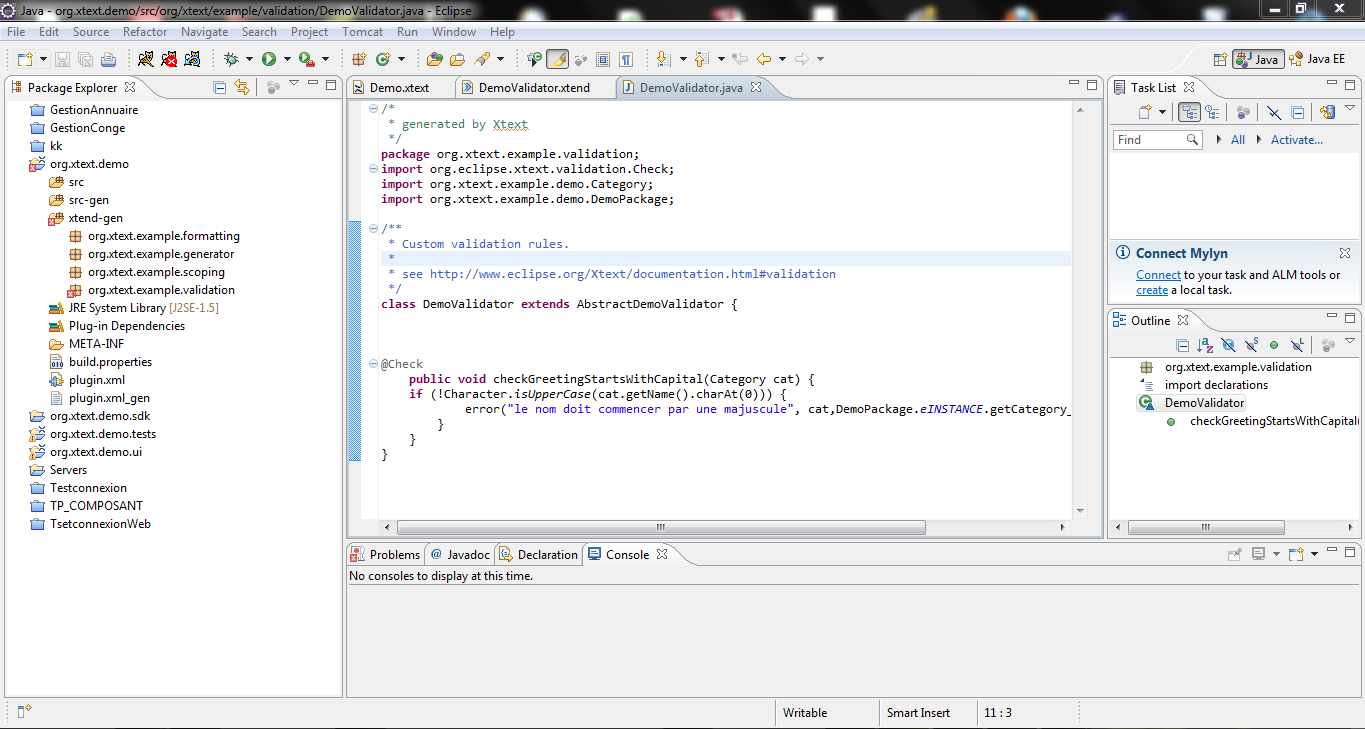 Java - org.xtext.demo/src/org/xtext/example/validation/DemoValidator.java - Eclipse
File Edit Source Refactor Navigate Search Project Tomcat Run Window Help
Java Java EE
Package Explorer
GestionAnnuaire
GestionConge
kk
org.xtext.demo
src
src-gen
xtend-gen
org.xtext.example.formatting
org.xtext.example.generator
org.xtext.example.scoping
org.xtext.example.validation
JRE System Library [J2SE-1.5]
Plug-in Dependencies
META-INF
build.properties
plugin.xml
plugin.xml_gen
org.xtext.demo.sdk
org.xtext.demo.tests
org.xtext.demo.ui
Servers
Testconnexion
TP_COMPOSANT
TsetconnexionWeb
Demo.xtext DemoValidator.xtend DemoValidator.java
/*
* generated by Xtext
*/
package org.xtext.example.validation;
import org.eclipse.xtext.validation.Check;
import org.xtext.example.demo.Category;
import org.xtext.example.demo.DemoPackage;
/**
* Custom validation rules.
*
* see http://www.eclipse.org/Xtext/documentation.html#validation
*/
class DemoValidator extends AbstractDemoValidator {
@Check
public void checkGreetingStartsWithCapital(Category cat) {
if (!Character.isUpperCase(cat.getName().charAt(0))) {
error("le nom doit commencer par une majuscule", cat,DemoPackage.eINSTANCE.getCategory_
}
}
}
Task List
Find All Activate...
Connect Mylyn
Connect to your task and ALM tools or
create a local task.
Outline
org.xtext.example.validation
import declarations
DemoValidator
checkGreetingStartsWithCapital(
Problems Javadoc Declaration Console
No consoles to display at this time.
Writable Smart Insert 11 : 3